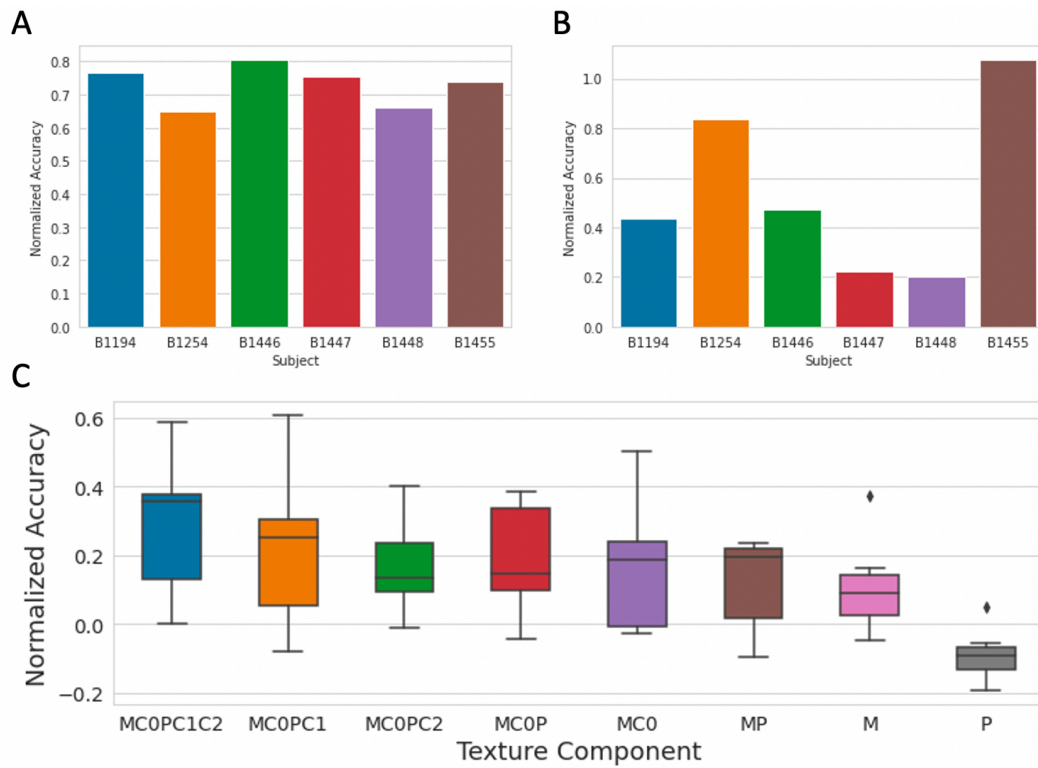 A
B
Normalized Accuracy
0.8
0.7
0.6
0.5
0.4
0.3
0.2
0.1
0.0
B1194 B1254 B1446 B1447 B1448 B1455
Subject
Normalized Accuracy
1.0
0.8
0.6
0.4
0.2
0.0
B1194 B1254 B1446 B1447 B1448 B1455
Subject
C
Normalized Accuracy
0.6
0.4
0.2
0.0
−0.2
MC0PC1C2 MC0PC1 MC0PC2 MC0P MC0 MP M P
Texture Component